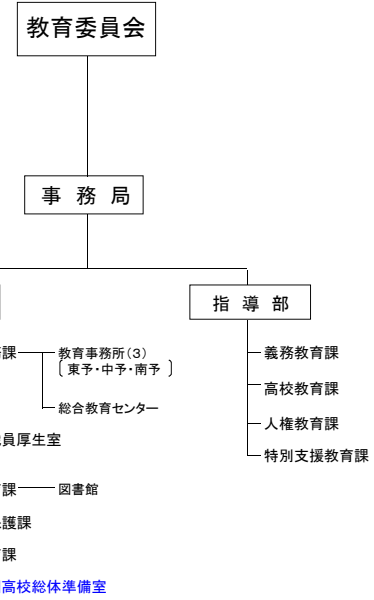 教育委員会
事 務 局
指 導 部
課
教育事務所(3)
〔東予・中予・南予 〕
総合教育センター
員厚生室
課
図書館
護課
課
高校総体準備室
義務教育課
高校教育課
人権教育課
特別支援教育課